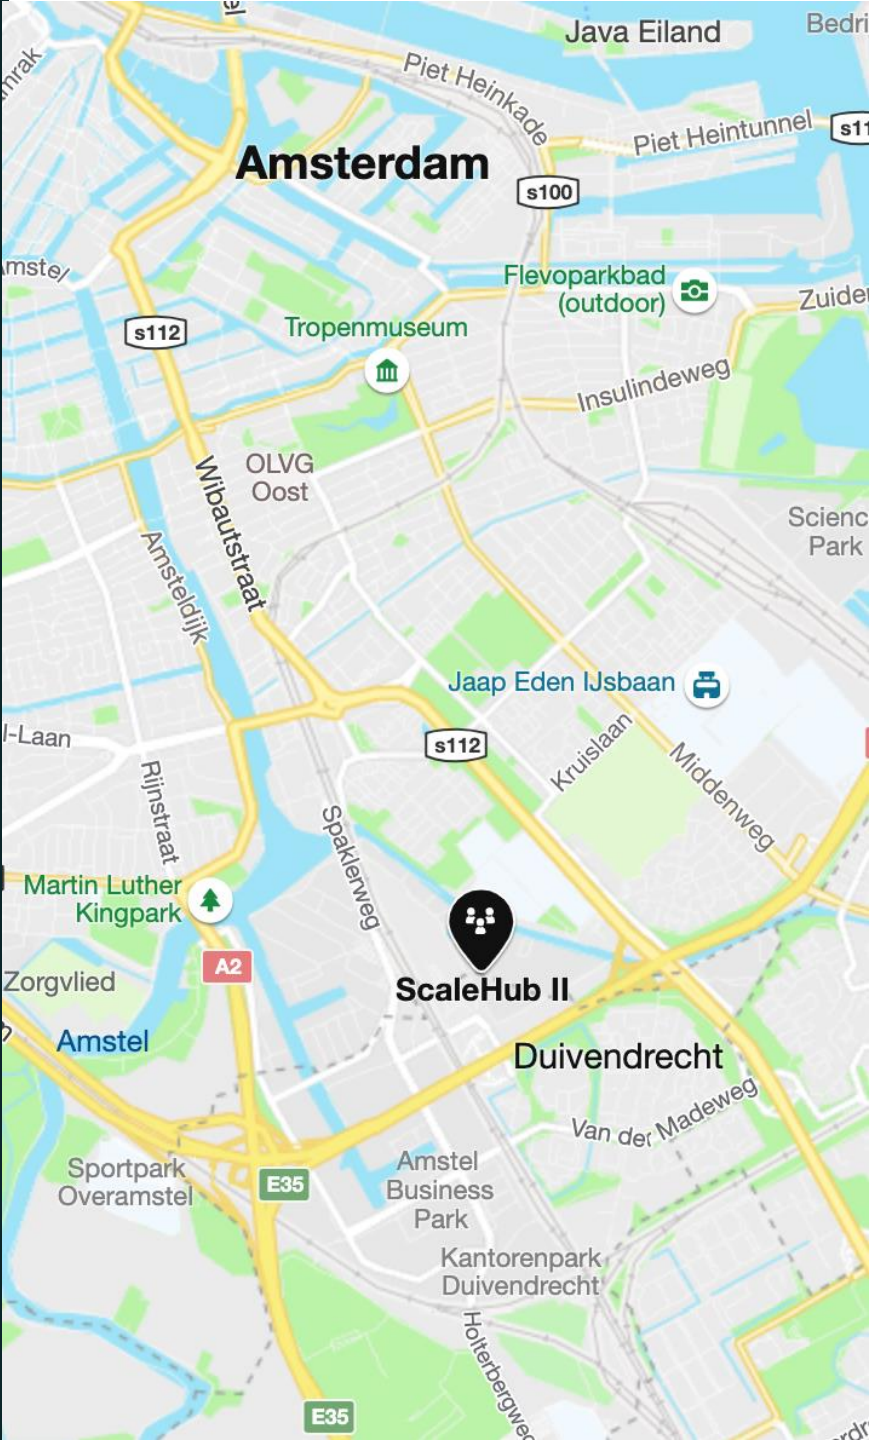 Java Eiland
Piet Heinkade
Piet Heintunnel
Amsterdam
s100
Flevoparkbad
(outdoor)
s112
Tropenmuseum
Insulindeweg
OLVG
Oost
Wibautstraat
Amsteldijk
Park
Jaap Eden IJsbaan
l-Laan
s112
Kruislaan
Middenweg
Rijnstraat
Spaklerweg
Martin Luther
Kingpark
A2
Zorgvlied
ScaleHub II
Amstel
Duivendrecht
Van der Madeweg
Sportpark
Overamstel
E35
Amstel
Business
Park
Kantorenpark
Duivendrecht
Holterbergweg
E35